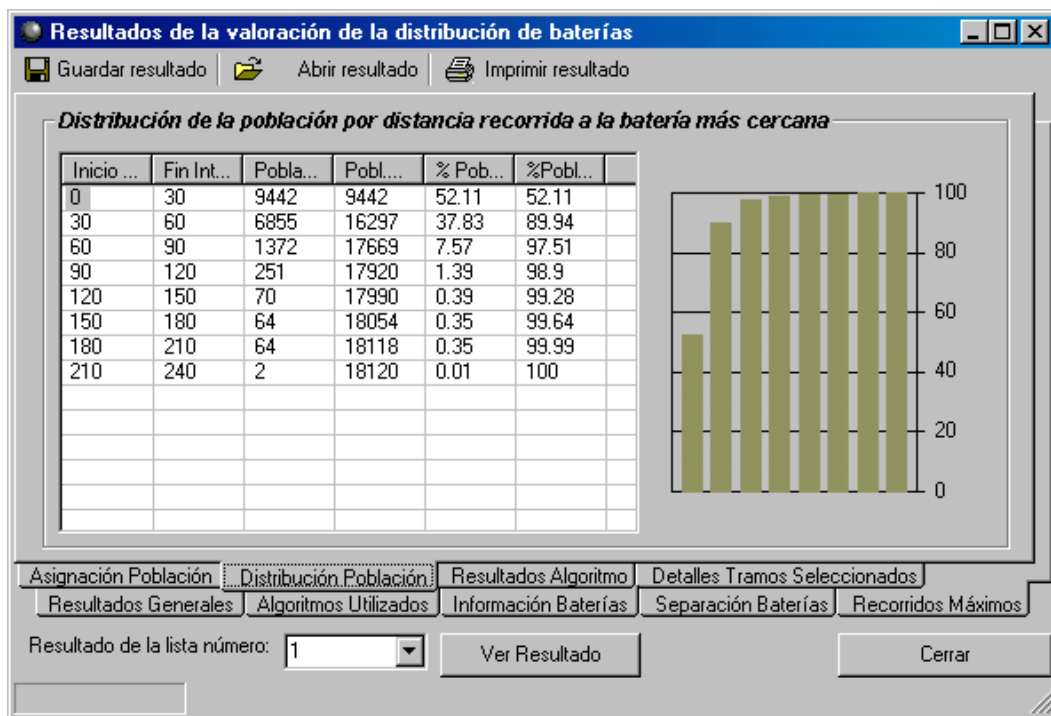 Resultados de la valoración de la distribución de baterías
Guardar resultado Abrir resultado Imprimir resultado
Distribución de la población por distancia recorrida a la batería más cercana
Inicio ... Fin Int... Pobla... Pobl.... % Pob... %Pobl...
0 30 9442 9442 52.11 52.11
30 60 6855 16297 37.83 89.94
60 90 1372 17669 7.57 97.51
90 120 251 17920 1.39 98.9
120 150 70 17990 0.39 99.28
150 180 64 18054 0.35 99.64
180 210 64 18118 0.35 99.99
210 240 2 18120 0.01 100
100
80
60
40
20
0
Asignación Población Distribución Población Resultados Algoritmo Detalles Tramos Seleccionados
Resultados Generales Algoritmos Utilizados Información Baterías Separación Baterías Recorridos Máximos
Resultado de la lista número: 1 Ver Resultado Cerrar